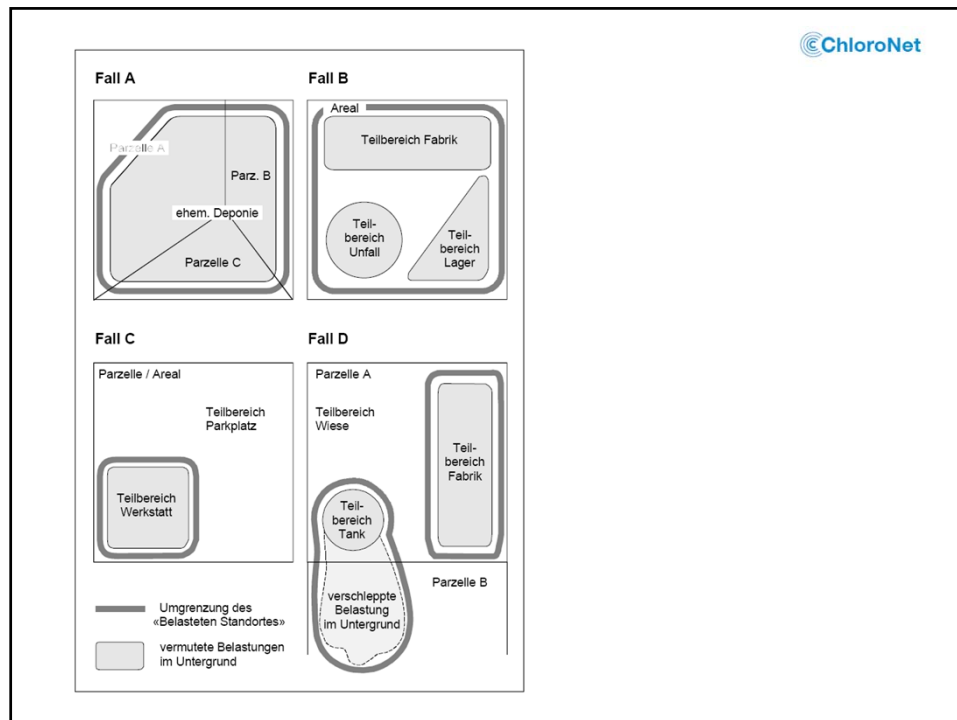 ChloroNet
Fall A
Parzelle A
Parz. B
ehem. Deponie
Parzelle C
Fall B
Areal
Teilbereich Fabrik
Teil-
bereich
Unfall
Teil-
bereich
Lager
Fall C
Parzelle / Areal
Teilbereich
Parkplatz
Teilbereich
Werkstatt
Fall D
Parzelle A
Teilbereich
Wiese
Teil-
bereich
Fabrik
Teil-
bereich
Tank
Parzelle B
verschleppte
Belastung
im Untergrund
Umgrenzung des
«Belasteten Standortes»
vermutete Belastungen
im Untergrund